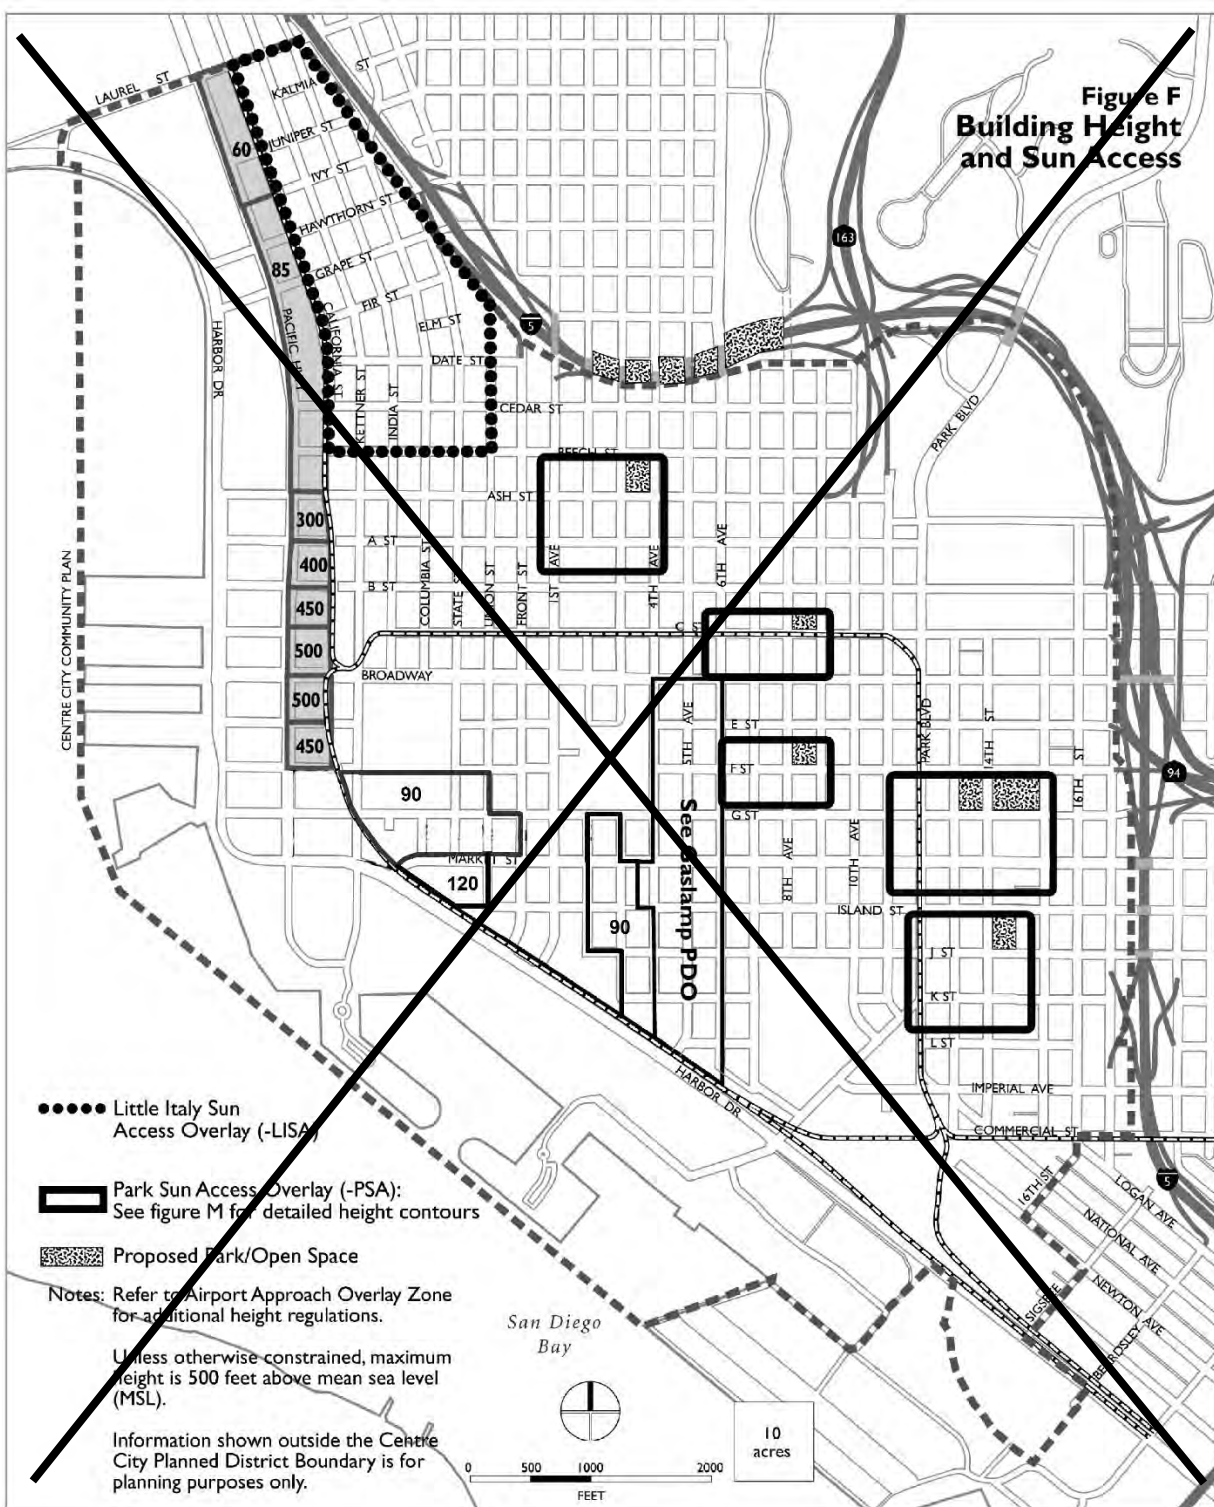 Figure F
Building Height
and Sun Access
LAUREL ST
KALMIA ST
JUNIPER ST
IVY ST
HAWTHORN ST
GRAPE ST
FIR ST
ELM ST
DATE ST
CEDAR ST
BEECH ST
ASH ST
A ST
B ST
C ST
BROADWAY
E ST
F ST
G ST
MARKET ST
ISLAND ST
J ST
K ST
L ST
IMPERIAL AVE
COMMERCIAL ST
HARBOR DR
PACIFIC HWY
CALIFORNIA ST
KETTNER ST
INDIA ST
COLUMBIA ST
STATE ST
UNION ST
FRONT ST
1ST AVE
4TH AVE
5TH AVE
6TH AVE
8TH AVE
10TH AVE
PARK BLVD
PARK BLVD
14TH ST
16TH ST
16TH ST
LOGAN AVE
NATIONAL AVE
NEWTON AVE
SIGSBEE
BEARDSLEY
HARBOR DR
CENTRE CITY COMMUNITY PLAN
See Gaslamp PDO
60
85
300
400
450
500
500
450
90
120
90
5
163
94
5
Little Italy Sun
Access Overlay (-LISA)
Park Sun Access Overlay (-PSA):
See figure M for detailed height contours
Proposed Park/Open Space
Notes: Refer to Airport Approach Overlay Zone
for additional height regulations.
Unless otherwise constrained, maximum
height is 500 feet above mean sea level
(MSL).
Information shown outside the Centre
City Planned District Boundary is for
planning purposes only.
San Diego
Bay
0 500 1000 2000
FEET
10
acres